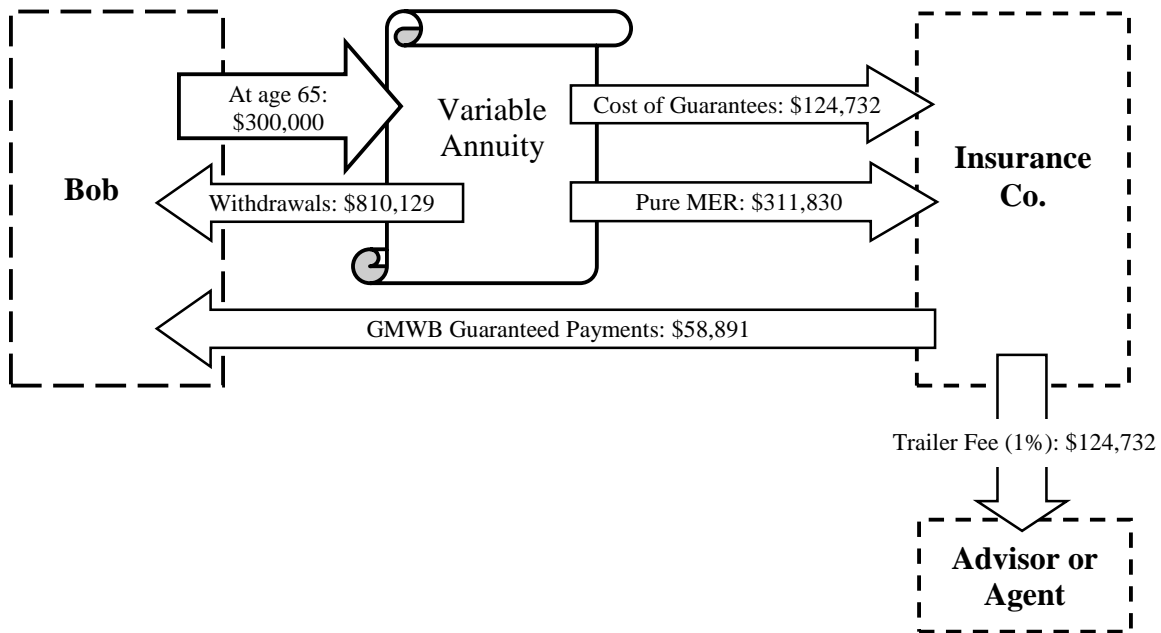 Bob
At age 65:
$300,000
Variable
Annuity
Cost of Guarantees: $124,732
Insurance
Co.
Withdrawals: $810,129
Pure MER: $311,830
GMWB Guaranteed Payments: $58,891
Trailer Fee (1%): $124,732
Advisor or
Agent